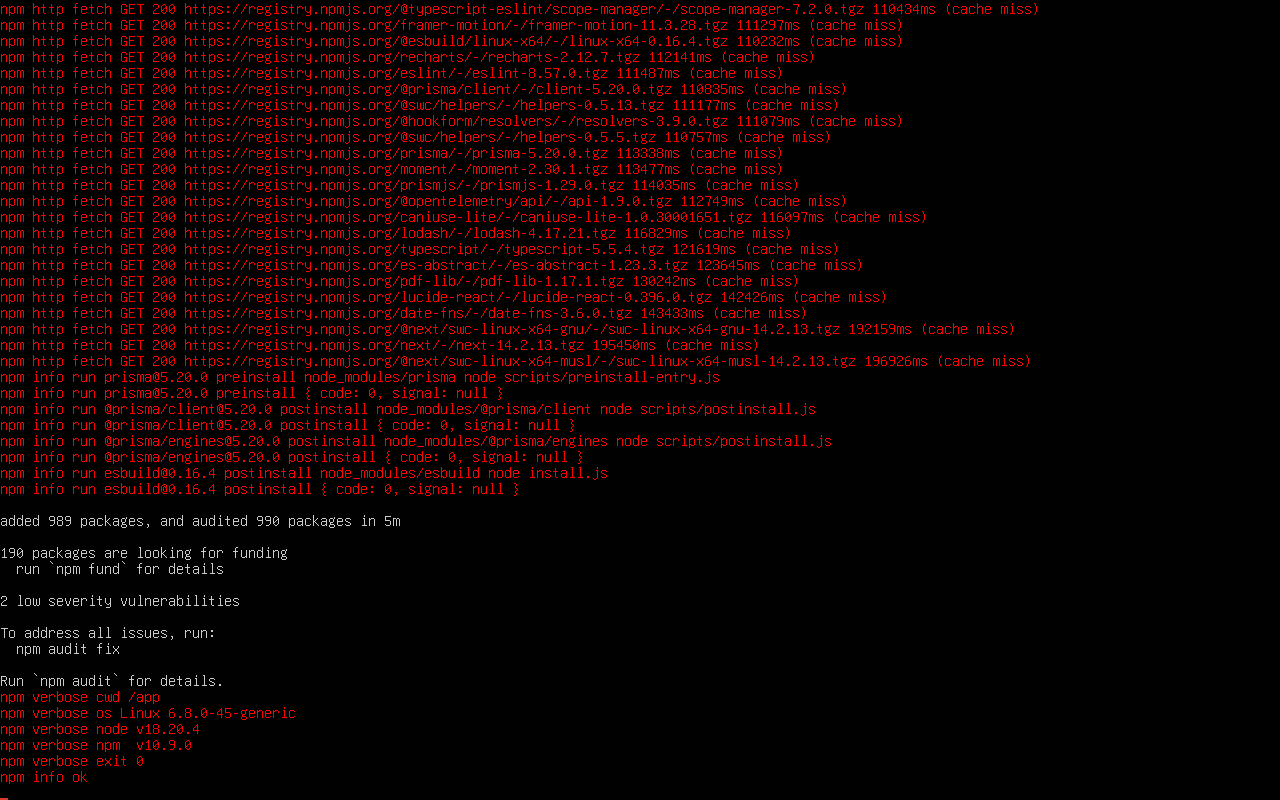 npm http fetch GET 200 https://registry.npmjs.org/@typescript-eslint/scope-manager/-/scope-manager-7.2.0.tgz 110434ms (cache miss)
npm http fetch GET 200 https://registry.npmjs.org/framer-motion/-/framer-motion-11.3.28.tgz 111297ms (cache miss)
npm http fetch GET 200 https://registry.npmjs.org/@esbuild/linux-x64/-/linux-x64-0.16.4.tgz 110232ms (cache miss)
npm http fetch GET 200 https://registry.npmjs.org/recharts/-/recharts-2.12.7.tgz 112141ms (cache miss)
npm http fetch GET 200 https://registry.npmjs.org/eslint/-/eslint-8.57.0.tgz 111487ms (cache miss)
npm http fetch GET 200 https://registry.npmjs.org/@prisma/client/-/client-5.20.0.tgz 110835ms (cache miss)
npm http fetch GET 200 https://registry.npmjs.org/@swc/helpers/-/helpers-0.5.13.tgz 111177ms (cache miss)
npm http fetch GET 200 https://registry.npmjs.org/@hookform/resolvers/-/resolvers-3.9.0.tgz 111079ms (cache miss)
npm http fetch GET 200 https://registry.npmjs.org/@swc/helpers/-/helpers-0.5.5.tgz 110757ms (cache miss)
npm http fetch GET 200 https://registry.npmjs.org/prisma/-/prisma-5.20.0.tgz 113338ms (cache miss)
npm http fetch GET 200 https://registry.npmjs.org/moment/-/moment-2.30.1.tgz 113477ms (cache miss)
npm http fetch GET 200 https://registry.npmjs.org/prismjs/-/prismjs-1.29.0.tgz 114035ms (cache miss)
npm http fetch GET 200 https://registry.npmjs.org/@opentelemetry/api/-/api-1.9.0.tgz 112749ms (cache miss)
npm http fetch GET 200 https://registry.npmjs.org/caniuse-lite/-/caniuse-lite-1.0.30001651.tgz 116097ms (cache miss)
npm http fetch GET 200 https://registry.npmjs.org/lodash/-/lodash-4.17.21.tgz 116829ms (cache miss)
npm http fetch GET 200 https://registry.npmjs.org/typescript/-/typescript-5.5.4.tgz 121619ms (cache miss)
npm http fetch GET 200 https://registry.npmjs.org/es-abstract/-/es-abstract-1.23.3.tgz 123645ms (cache miss)
npm http fetch GET 200 https://registry.npmjs.org/pdf-lib/-/pdf-lib-1.17.1.tgz 130242ms (cache miss)
npm http fetch GET 200 https://registry.npmjs.org/lucide-react/-/lucide-react-0.396.0.tgz 142426ms (cache miss)
npm http fetch GET 200 https://registry.npmjs.org/date-fns/-/date-fns-3.6.0.tgz 143433ms (cache miss)
npm http fetch GET 200 https://registry.npmjs.org/@next/swc-linux-x64-gnu/-/swc-linux-x64-gnu-14.2.13.tgz 192159ms (cache miss)
npm http fetch GET 200 https://registry.npmjs.org/next/-/next-14.2.13.tgz 195450ms (cache miss)
npm http fetch GET 200 https://registry.npmjs.org/@next/swc-linux-x64-musl/-/swc-linux-x64-musl-14.2.13.tgz 196926ms (cache miss)
npm info run prisma@5.20.0 preinstall node_modules/prisma node scripts/preinstall-entry.js
npm info run prisma@5.20.0 preinstall { code: 0, signal: null }
npm info run @prisma/client@5.20.0 postinstall node_modules/@prisma/client node scripts/postinstall.js
npm info run @prisma/client@5.20.0 postinstall { code: 0, signal: null }
npm info run @prisma/engines@5.20.0 postinstall node_modules/@prisma/engines node scripts/postinstall.js
npm info run @prisma/engines@5.20.0 postinstall { code: 0, signal: null }
npm info run esbuild@0.16.4 postinstall node_modules/esbuild node install.js
npm info run esbuild@0.16.4 postinstall { code: 0, signal: null }
added 989 packages, and audited 990 packages in 5m
190 packages are looking for funding
run `npm fund` for details
2 low severity vulnerabilities
To address all issues, run:
npm audit fix
Run `npm audit` for details.
npm verbose cwd /app
npm verbose os Linux 6.8.0-45-generic
npm verbose node v18.20.4
npm verbose npm  v10.9.0
npm verbose exit 0
npm info ok